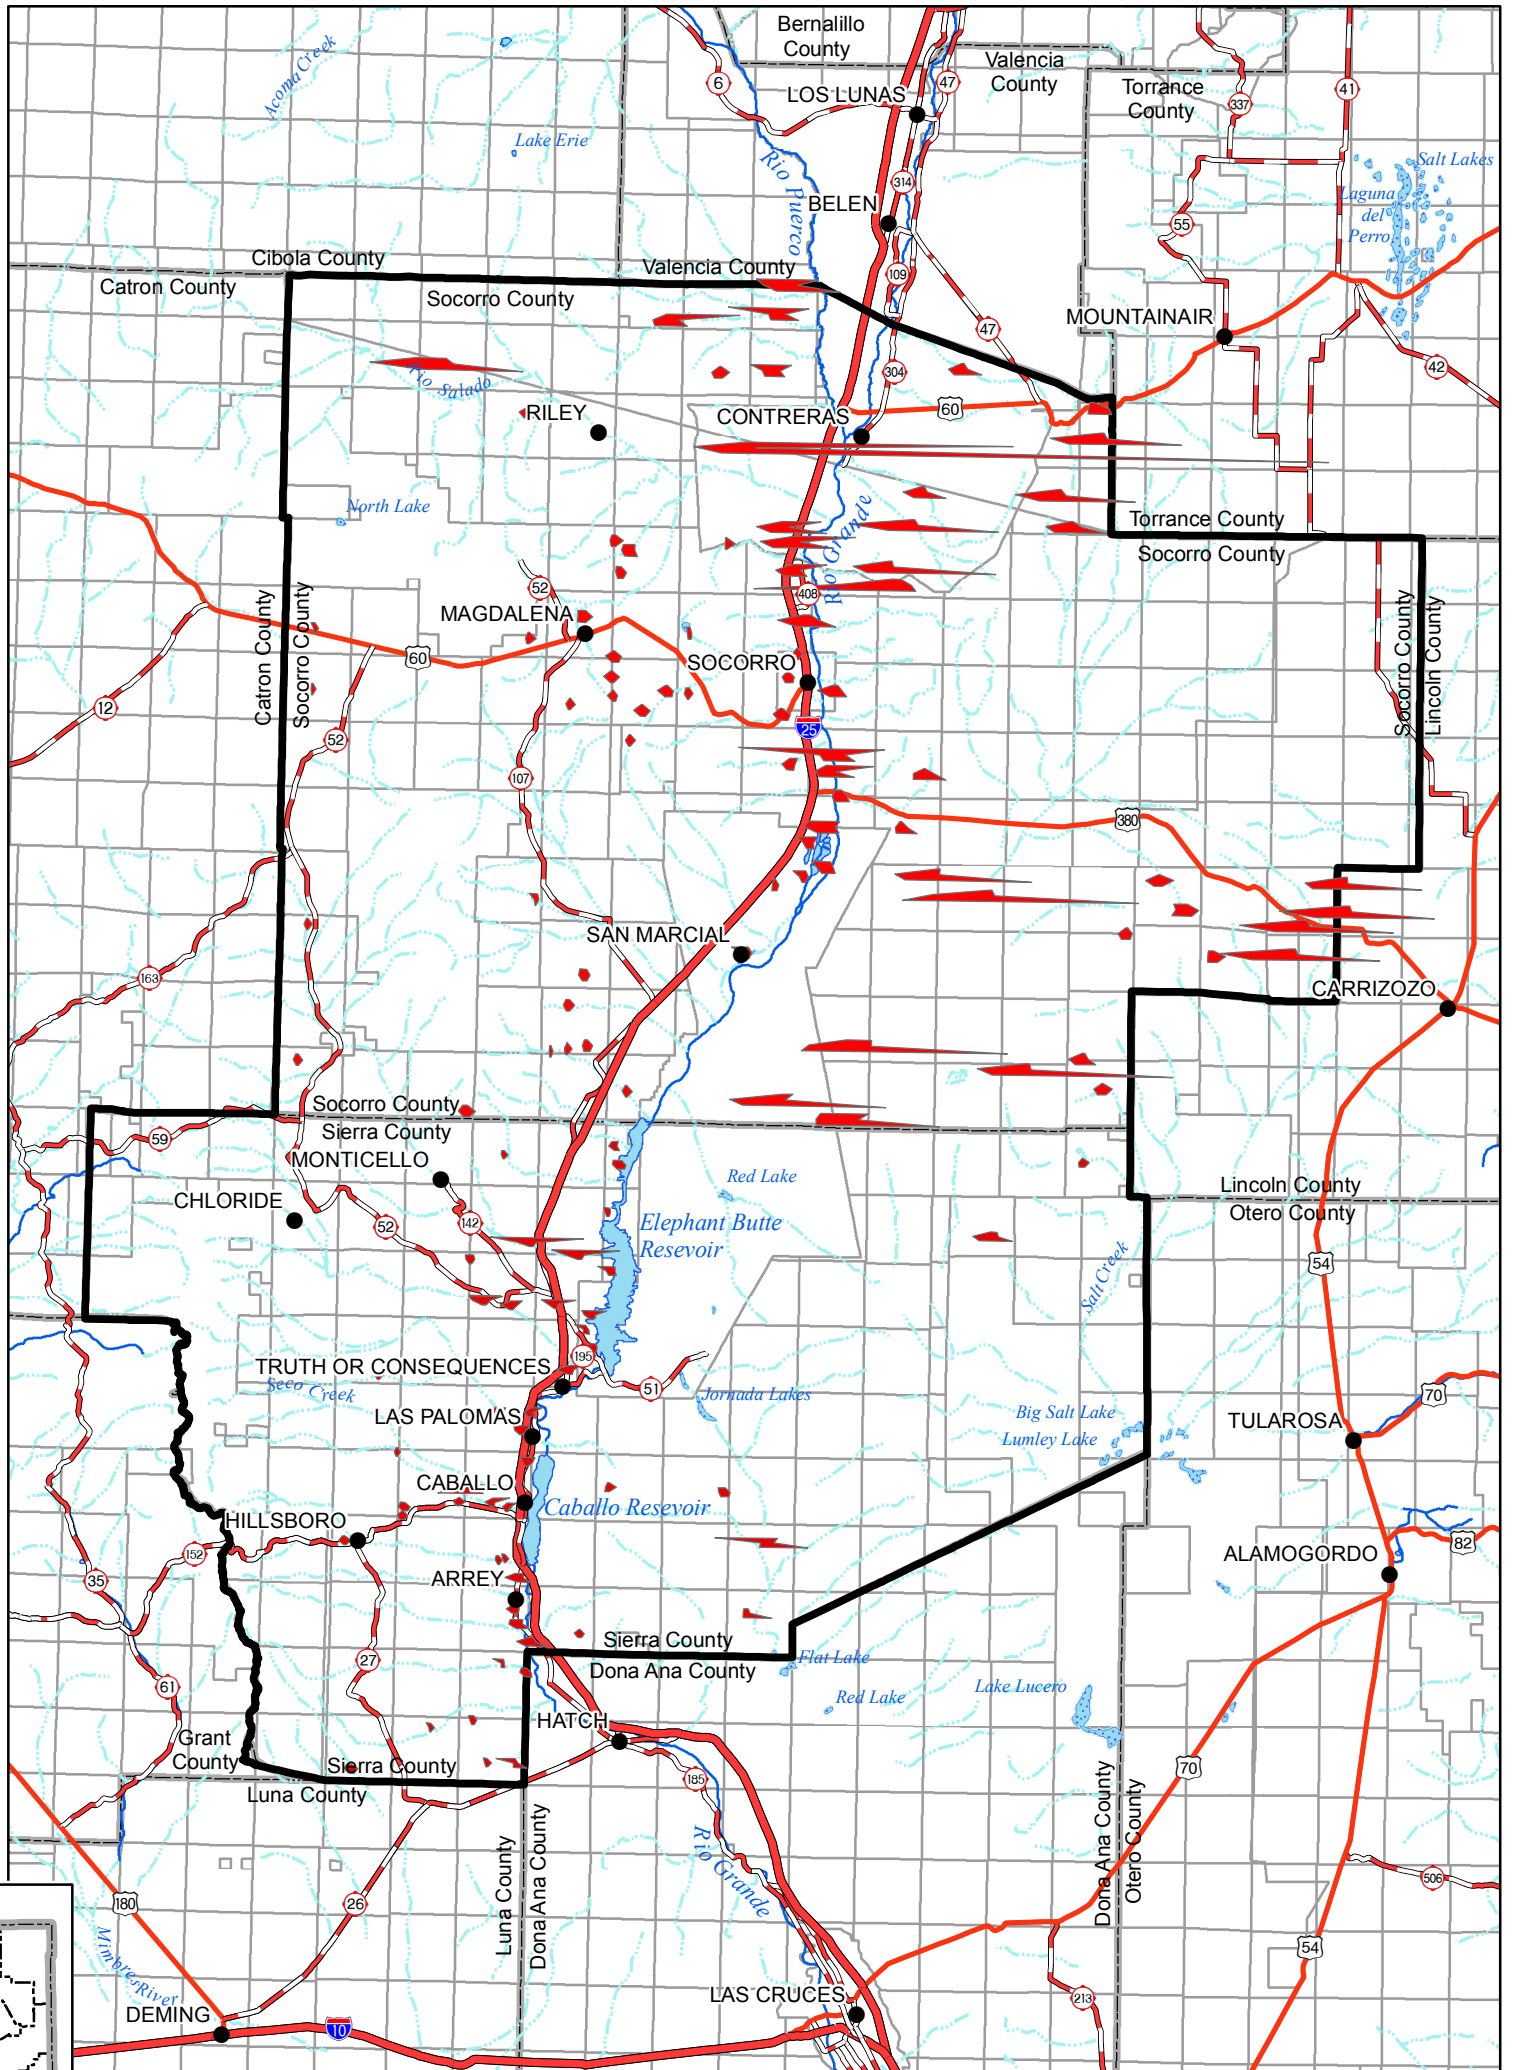 Bernalillo
County
Valencia
County
Torrance
County
Acoma Creek
6
47
LOS LUNAS
337
41
Lake Erie
Rio Puerco
Salt Lakes
314
Laguna
del
Perro
BELEN
55
Cibola County
Catron County
Valencia County
Socorro County
109
MOUNTAINAIR
47
42
304
Rio Salado
RILEY
CONTRERAS
60
North Lake
Rio Grande
Torrance County
Socorro County
52
408
MAGDALENA
Catron County
Socorro County
Socorro County
Lincoln County
60
SOCORRO
12
25
52
107
380
SAN MARCIAL
163
CARRIZOZO
Socorro County
Sierra County
59
MONTICELLO
Red Lake
Lincoln County
Otero County
CHLORIDE
52
142
Elephant Butte
Resevoir
Salt Creek
54
195
TRUTH OR CONSEQUENCES
Seco Creek
51
Jornada Lakes
70
LAS PALOMAS
Big Salt Lake
Lumley Lake
TULAROSA
CABALLO
Caballo Resevoir
HILLSBORO
152
82
ALAMOGORDO
35
ARREY
Sierra County
Dona Ana County
Flat Lake
27
61
Red Lake
Lake Lucero
HATCH
Grant
County
Sierra County
Luna County
185
70
Dona Ana County
Otero County
Luna County
Dona Ana County
Rio Grande
506
180
26
54
Mimbres River
DEMING
LAS CRUCES
213
10